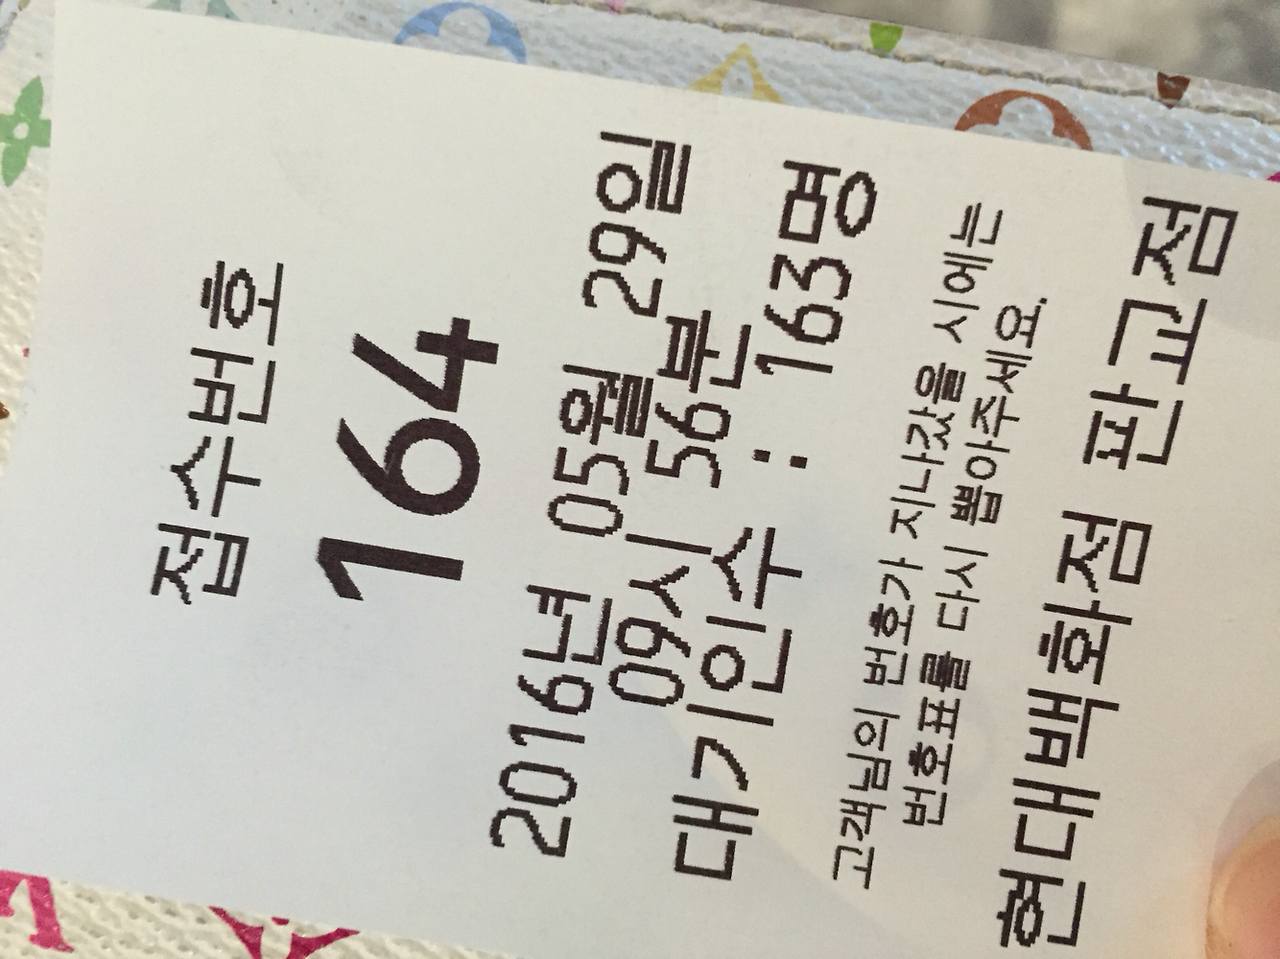 접수번호
164
2016년 05월 29일
09시 56분
대기인수 : 163명
고객님의 번호가 지나갔을 시에는
번호표를 다시 뽑아주세요.
현대백화점 판교점